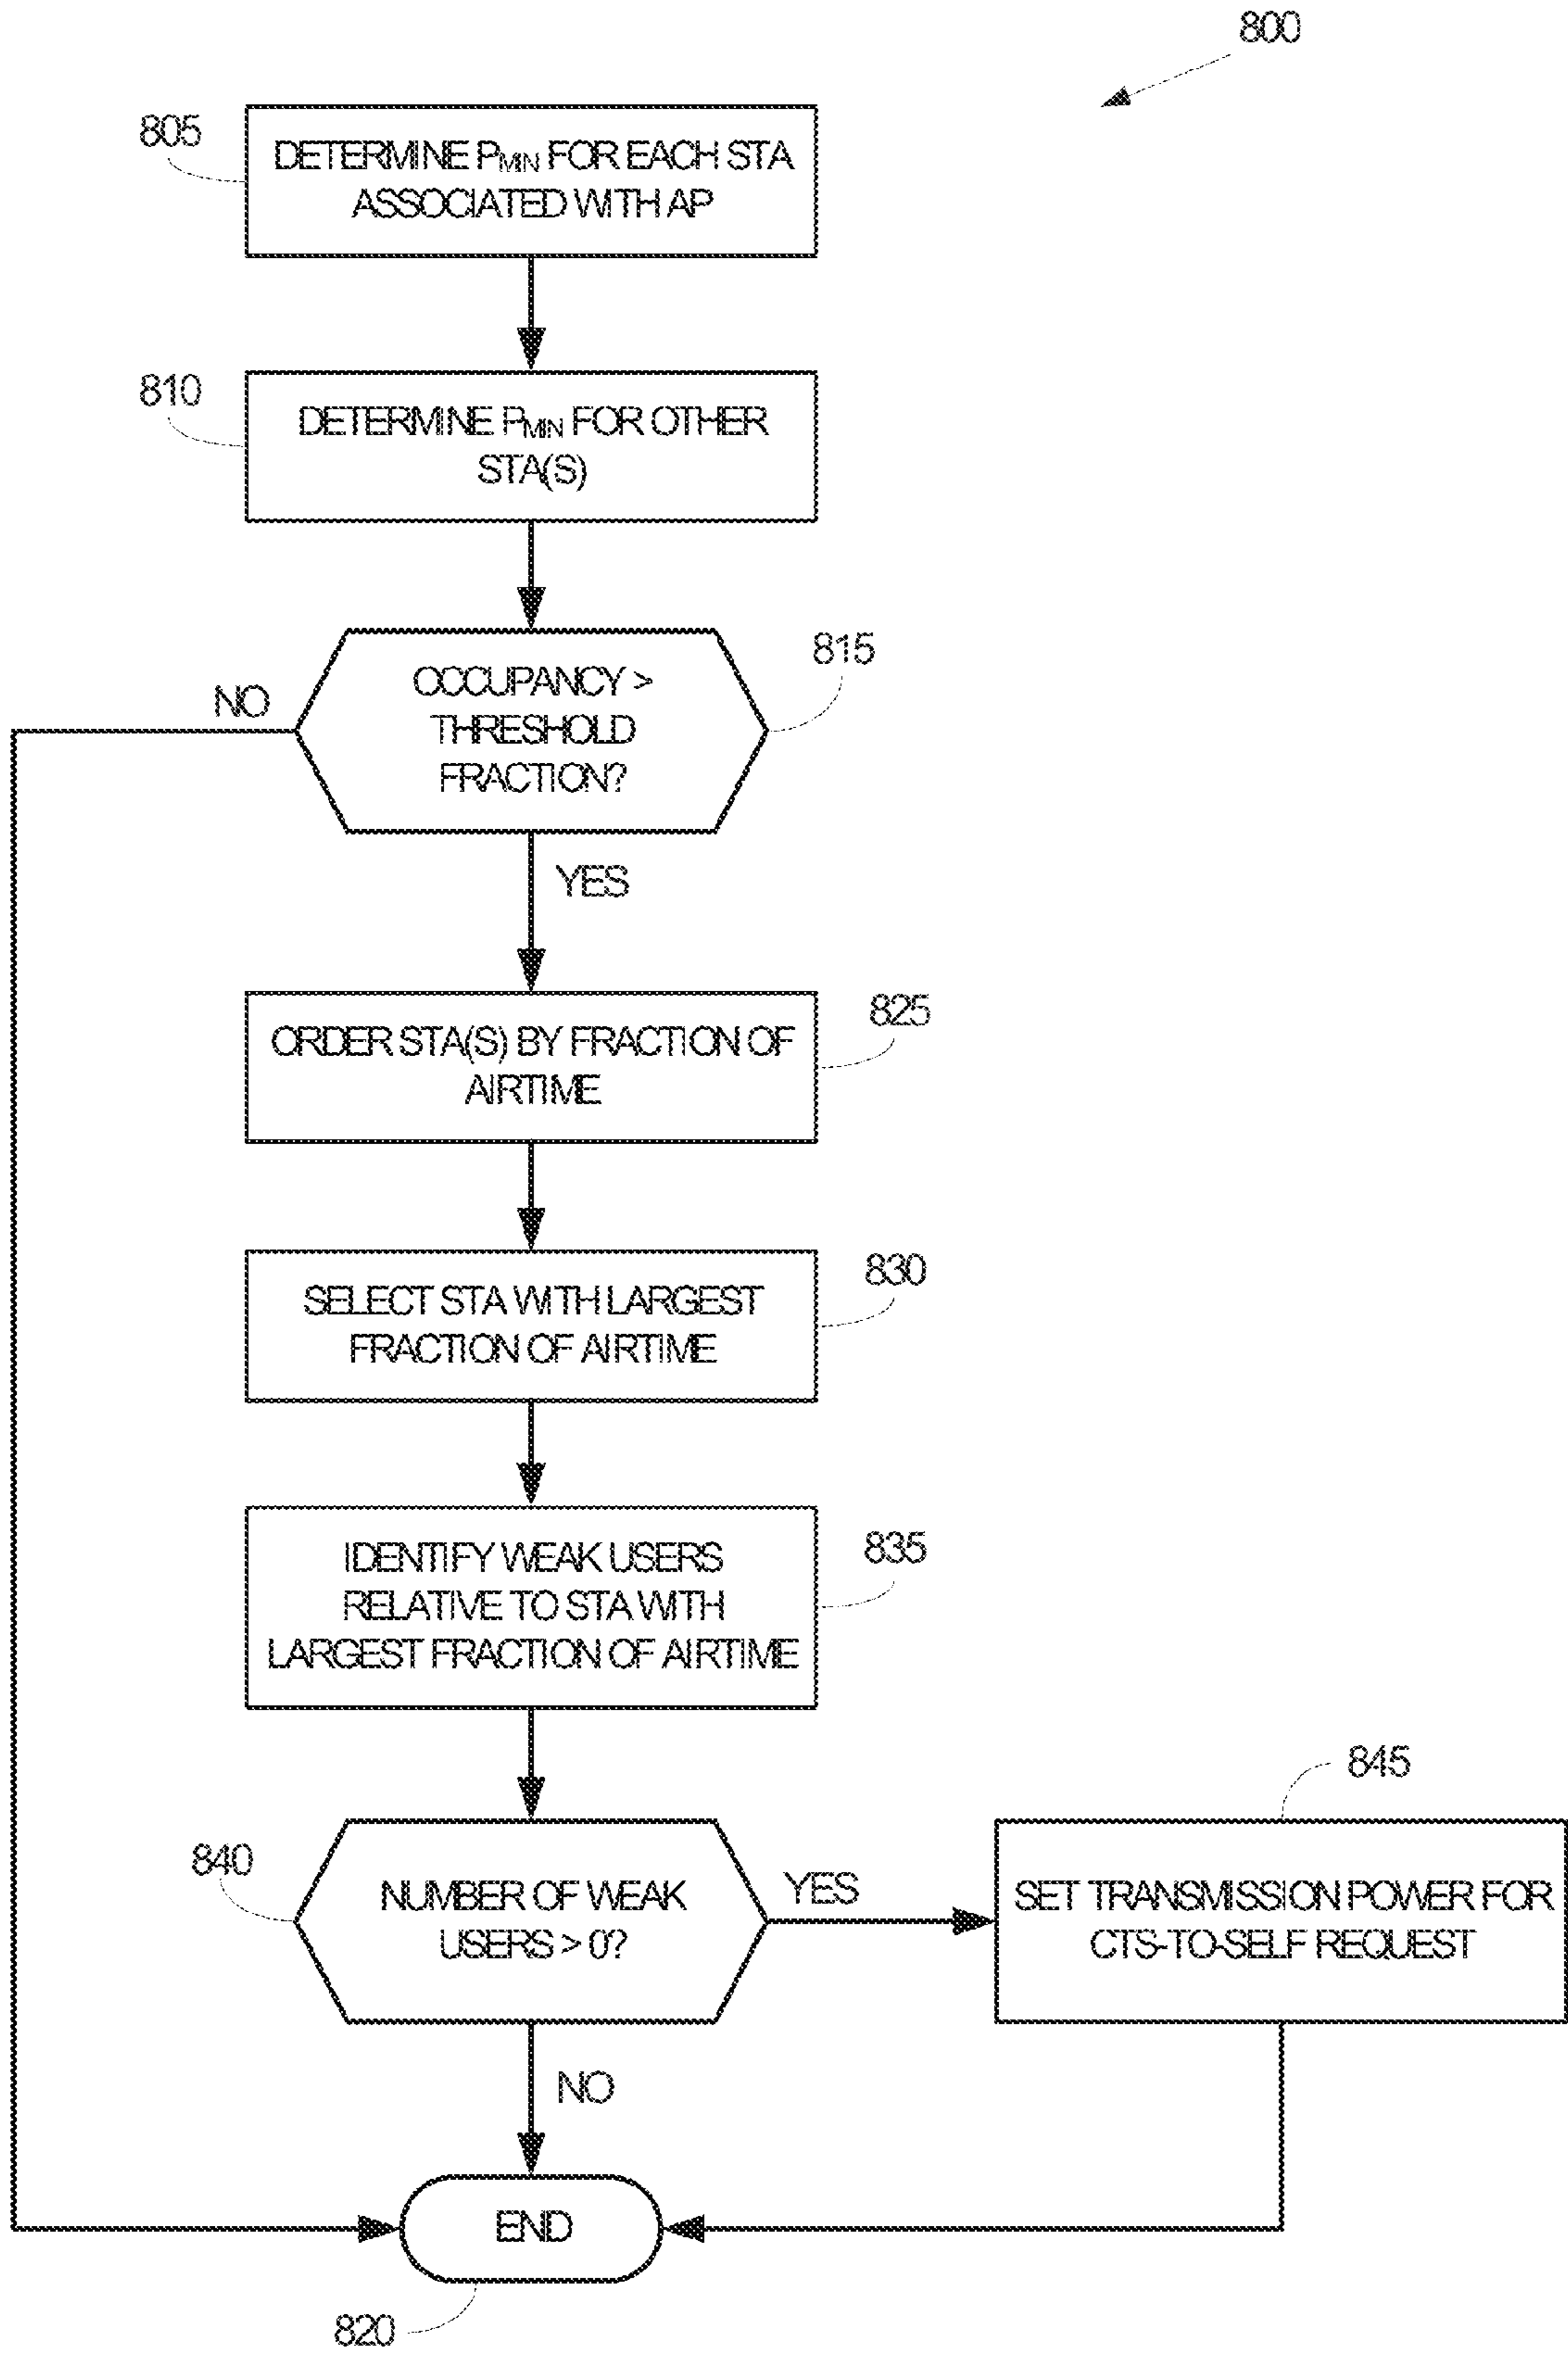 800
805
DETERMINE PMIN FOR EACH STA
ASSOCIATED WITH AP
810
DETERMINE PMIN FOR OTHER
STA(S)
815
OCCUPANCY >
THRESHOLD
FRACTION?
NO
YES
825
ORDER STA(S) BY FRACTION OF
AIRTIME
830
SELECT STA WITH LARGEST
FRACTION OF AIRTIME
835
IDENTIFY WEAK USERS
RELATIVE TO STA WITH
LARGEST FRACTION OF AIRTIME
840
NUMBER OF WEAK
USERS > 0?
YES
845
SET TRANSMISSION POWER FOR
CTS-TO-SELF REQUEST
NO
END
820